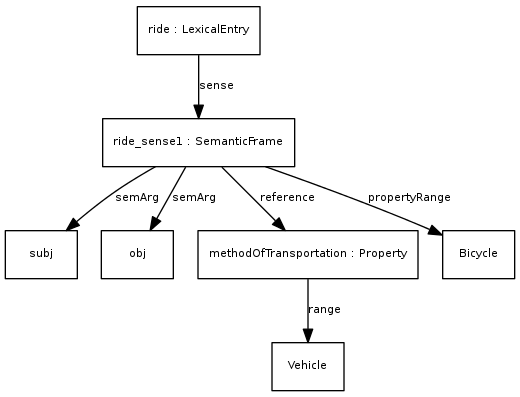 ride : LexicalEntry
sense
ride_sense1 : SemanticFrame
semArg
semArg
reference
propertyRange
subj
obj
methodOfTransportation : Property
Bicycle
range
Vehicle